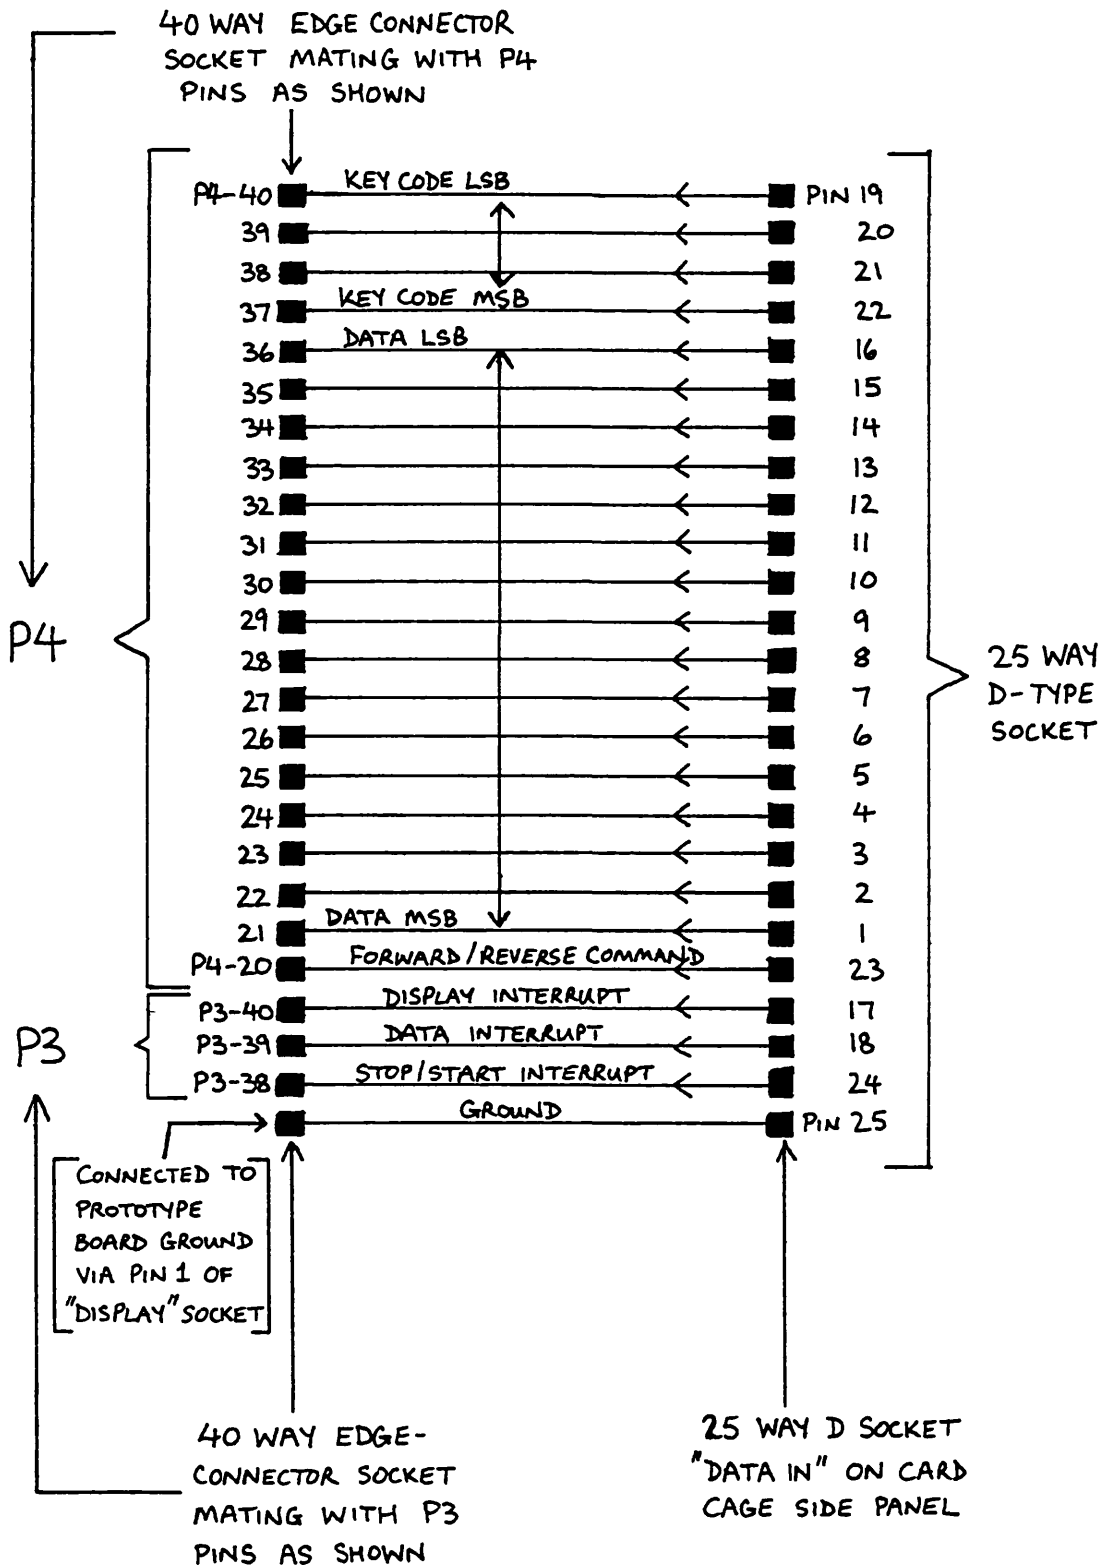 40 WAY EDGE CONNECTOR
SOCKET MATING WITH P4
PINS AS SHOWN
P4-40 KEY CODE LSB PIN 19
39 20
38 21
37 KEY CODE MSB 22
36 DATA LSB 16
35 15
34 14
33 13
32 12
31 11
30 10
29 9
P4
28 8
27 7
26 6
25 5
24 4
23 3
22 2
21 DATA MSB 1
P4-20 FORWARD/REVERSE COMMAND 23
25 WAY
D-TYPE
SOCKET
P3-40 DISPLAY INTERRUPT 17
P3-39 DATA INTERRUPT 18
P3
P3-38 STOP/START INTERRUPT 24
GROUND PIN 25
CONNECTED TO
PROTOTYPE
BOARD GROUND
VIA PIN 1 OF
"DISPLAY" SOCKET
40 WAY EDGE-
CONNECTOR SOCKET
MATING WITH P3
PINS AS SHOWN
25 WAY D SOCKET
"DATA IN" ON CARD
CAGE SIDE PANEL